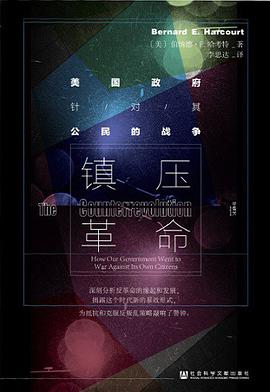 Bernard E. Harcourt
〔美〕伯纳德·E.哈考特 著
李思达 译
美国政府
针/对/其
公民的战争
镇压
The Counterrevolution
革命
How Our Government Went to
War Against Its Own Citizens
深刻分析反革命的缘起和发展，
揭露这个时代新的暴政形式，
为抵抗和克服反叛乱策略敲响了警钟。
社会科学文献出版社